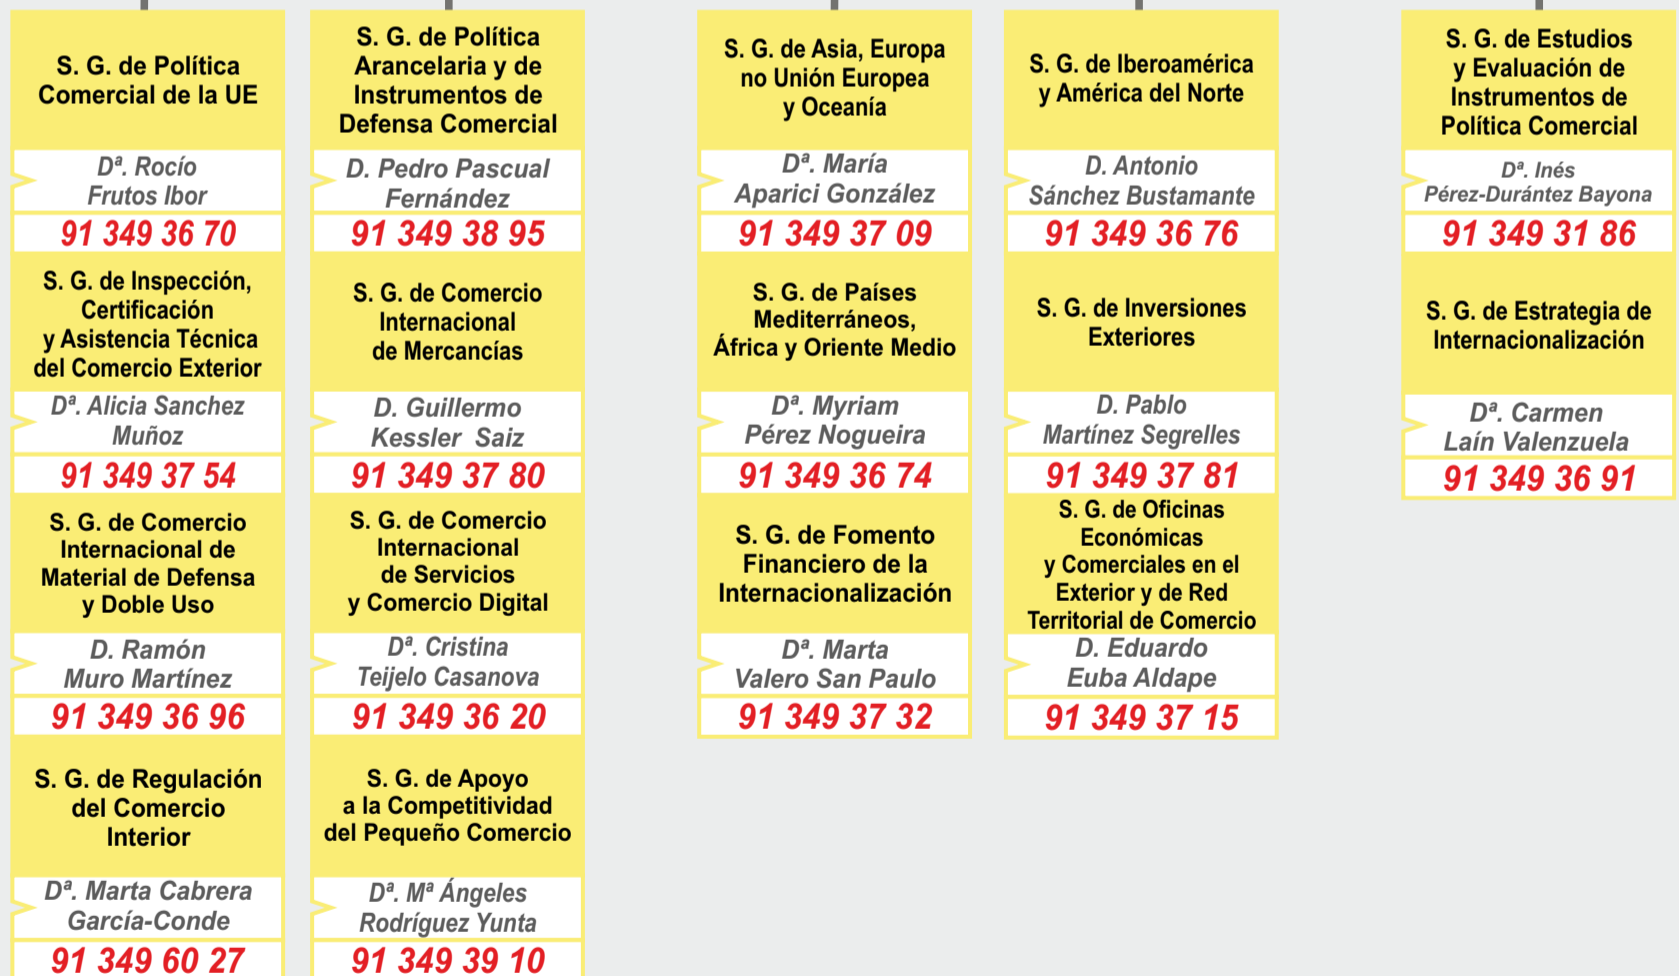 S. G. de Política
Comercial de la UE
Dª. Rocío
Frutos Ibor
91 349 36 70
S. G. de Inspección,
Certificación
y Asistencia Técnica
del Comercio Exterior
Dª. Alicia Sanchez
Muñoz
91 349 37 54
S. G. de Comercio
Internacional de
Material de Defensa
y Doble Uso
D. Ramón
Muro Martínez
91 349 36 96
S. G. de Regulación
del Comercio
Interior
Dª. Marta Cabrera
García-Conde
91 349 60 27
S. G. de Política
Arancelaria y de
Instrumentos de
Defensa Comercial
D. Pedro Pascual
Fernández
91 349 38 95
S. G. de Comercio
Internacional
de Mercancías
D. Guillermo
Kessler Saiz
91 349 37 80
S. G. de Comercio
Internacional
de Servicios
y Comercio Digital
Dª. Cristina
Teijelo Casanova
91 349 36 20
S. G. de Apoyo
a la Competitividad
del Pequeño Comercio
Dª. Mª Ángeles
Rodríguez Yunta
91 349 39 10
S. G. de Asia, Europa
no Unión Europea
y Oceanía
Dª. María
Aparici González
91 349 37 09
S. G. de Países
Mediterráneos,
África y Oriente Medio
Dª. Myriam
Pérez Nogueira
91 349 36 74
S. G. de Fomento
Financiero de la
Internacionalización
Dª. Marta
Valero San Paulo
91 349 37 32
S. G. de Iberoamérica
y América del Norte
D. Antonio
Sánchez Bustamante
91 349 36 76
S. G. de Inversiones
Exteriores
D. Pablo
Martínez Segrelles
91 349 37 81
S. G. de Oficinas
Económicas
y Comerciales en el
Exterior y de Red
Territorial de Comercio
D. Eduardo
Euba Aldape
91 349 37 15
S. G. de Estudios
y Evaluación de
Instrumentos de
Política Comercial
Dª. Inés
Pérez-Durántez Bayona
91 349 31 86
S. G. de Estrategia de
Internacionalización
Dª. Carmen
Laín Valenzuela
91 349 36 91